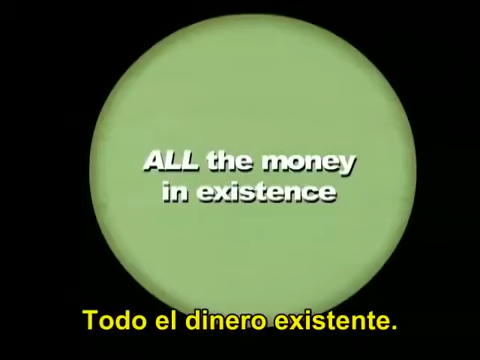 ALL the money
in existence
Todo el dinero existente.